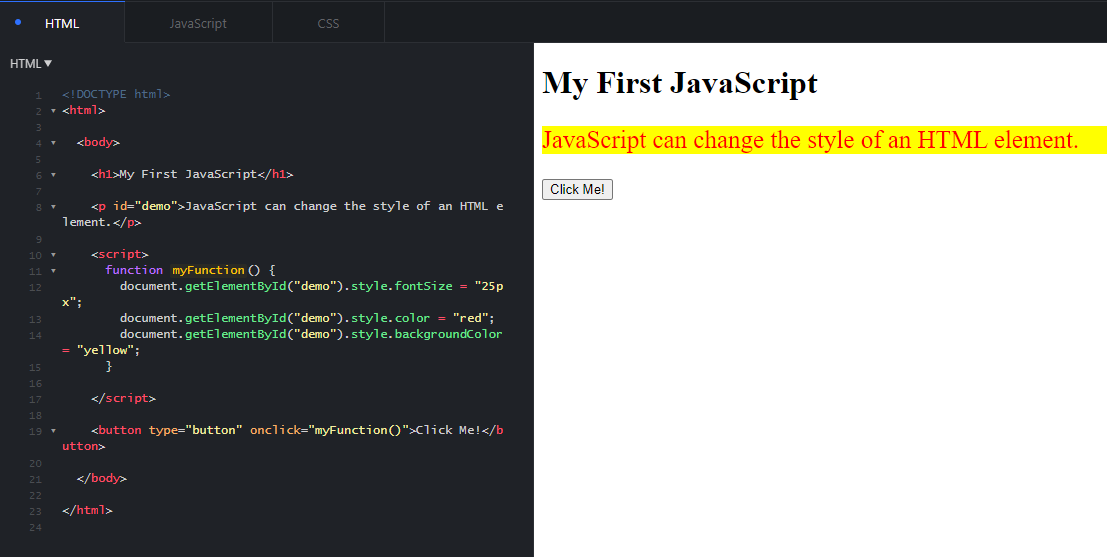 HTML JavaScript CSS
HTML ▼
1 <!DOCTYPE html>
2 <html>
3
4 <body>
5
6 <h1>My First JavaScript</h1>
7
8 <p id="demo">JavaScript can change the style of an HTML e
lement.</p>
9
10 <script>
11 function myFunction() {
12 document.getElementById("demo").style.fontSize = "25p
x";
13 document.getElementById("demo").style.color = "red";
14 document.getElementById("demo").style.backgroundColor
= "yellow";
15 }
16
17 </script>
18
19 <button type="button" onclick="myFunction()">Click Me!</b
utton>
20
21 </body>
22
23 </html>
24
My First JavaScript
JavaScript can change the style of an HTML element.
Click Me!